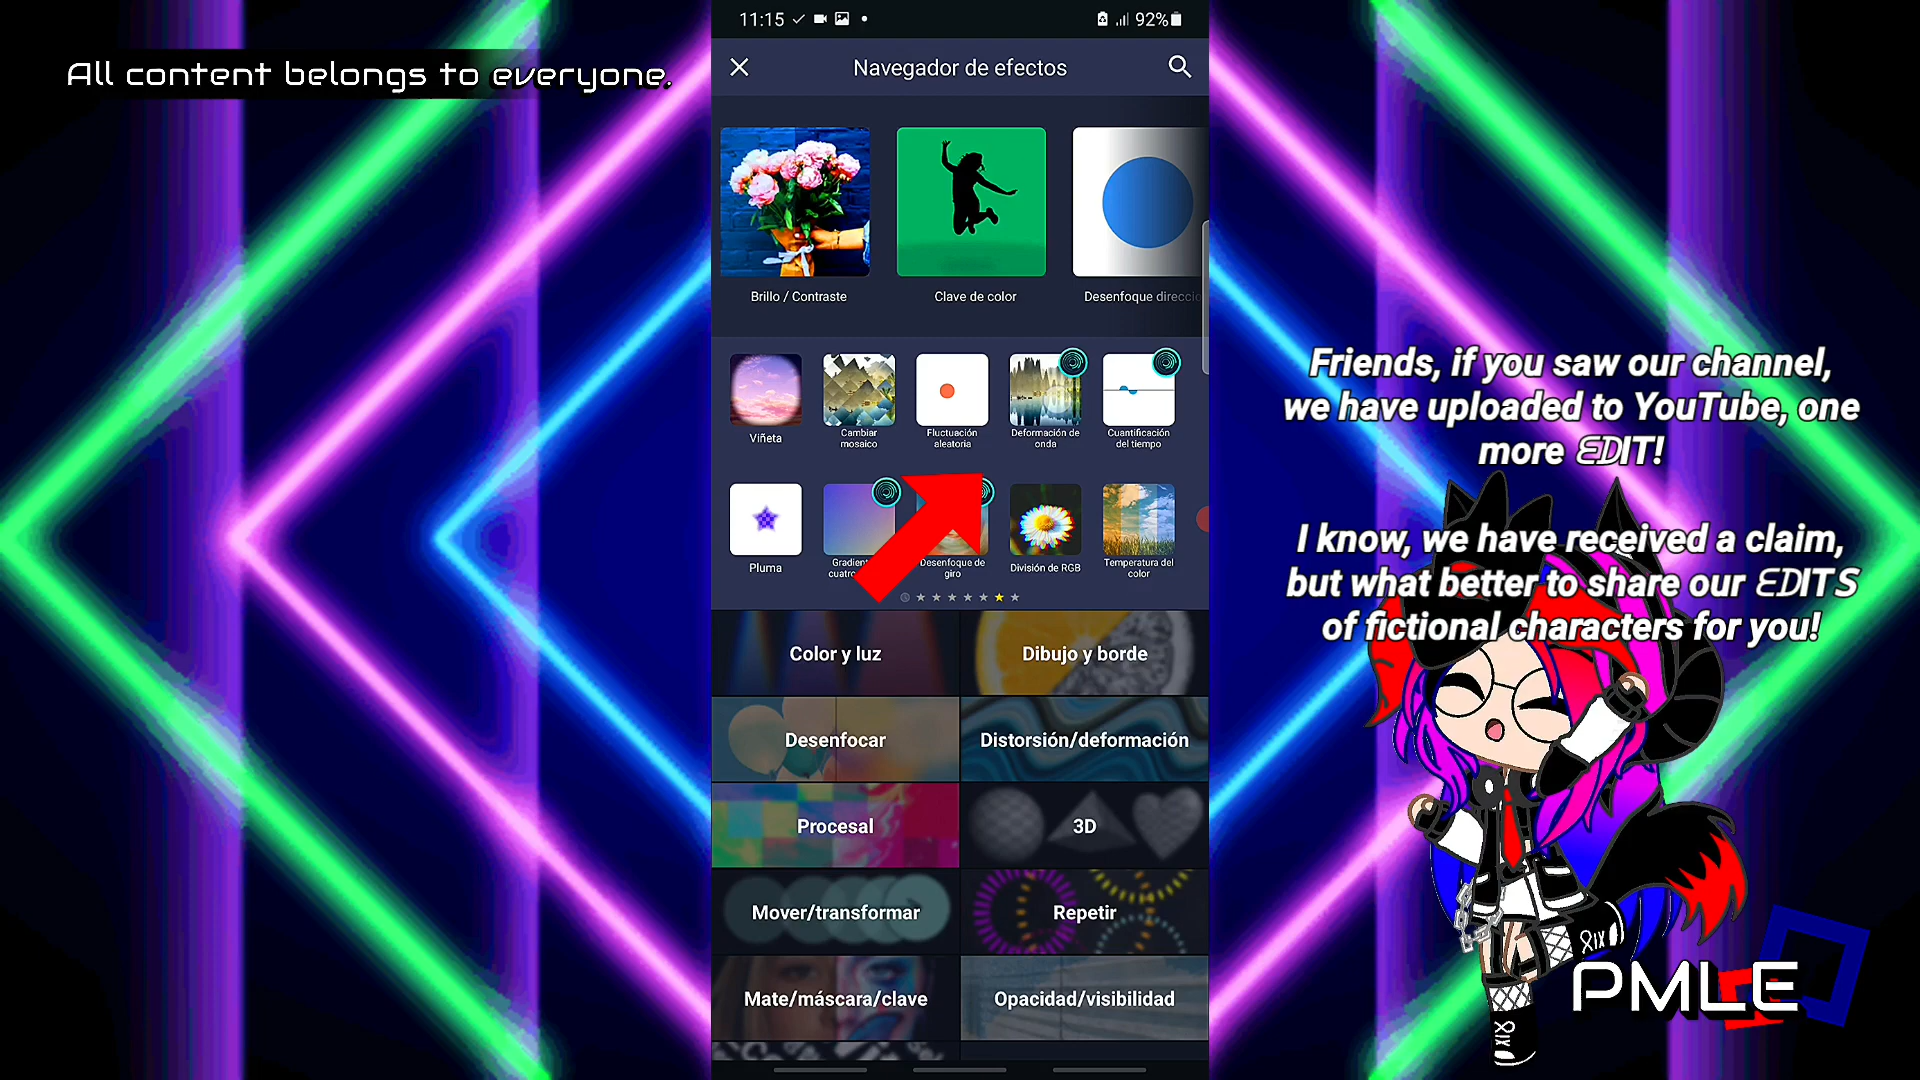 11:15
92%
All content belongs to everyone.
Navegador de efectos
Brillo / Contraste
Clave de color
Desenfoque direccio
Viñeta
Cambiar
mosaico
Fluctuación
aleatoria
Deformación de
onda
Cuantificación
del tiempo
Pluma
Gradient
cuatro
Desenfoque de
giro
División de RGB
Temperatura del
color
Color y luz
Dibujo y borde
Desenfocar
Distorsión/deformación
Procesal
3D
Mover/transformar
Repetir
Mate/máscara/clave
Opacidad/visibilidad
Friends, if you saw our channel,
we have uploaded to YouTube, one
more EDIT!
I know, we have received a claim,
but what better to share our EDITS
of fictional characters for you!
PMLE